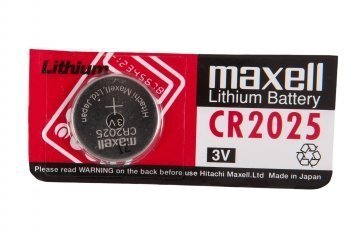 Lithium
12345678
maxell
Lithium Battery
CR2025
3V
+
Hitachi Maxell.Ltd.Japan
3V
CR2025
Please read WARNING on the back before use Hitachi Maxell.Ltd Made in Japan